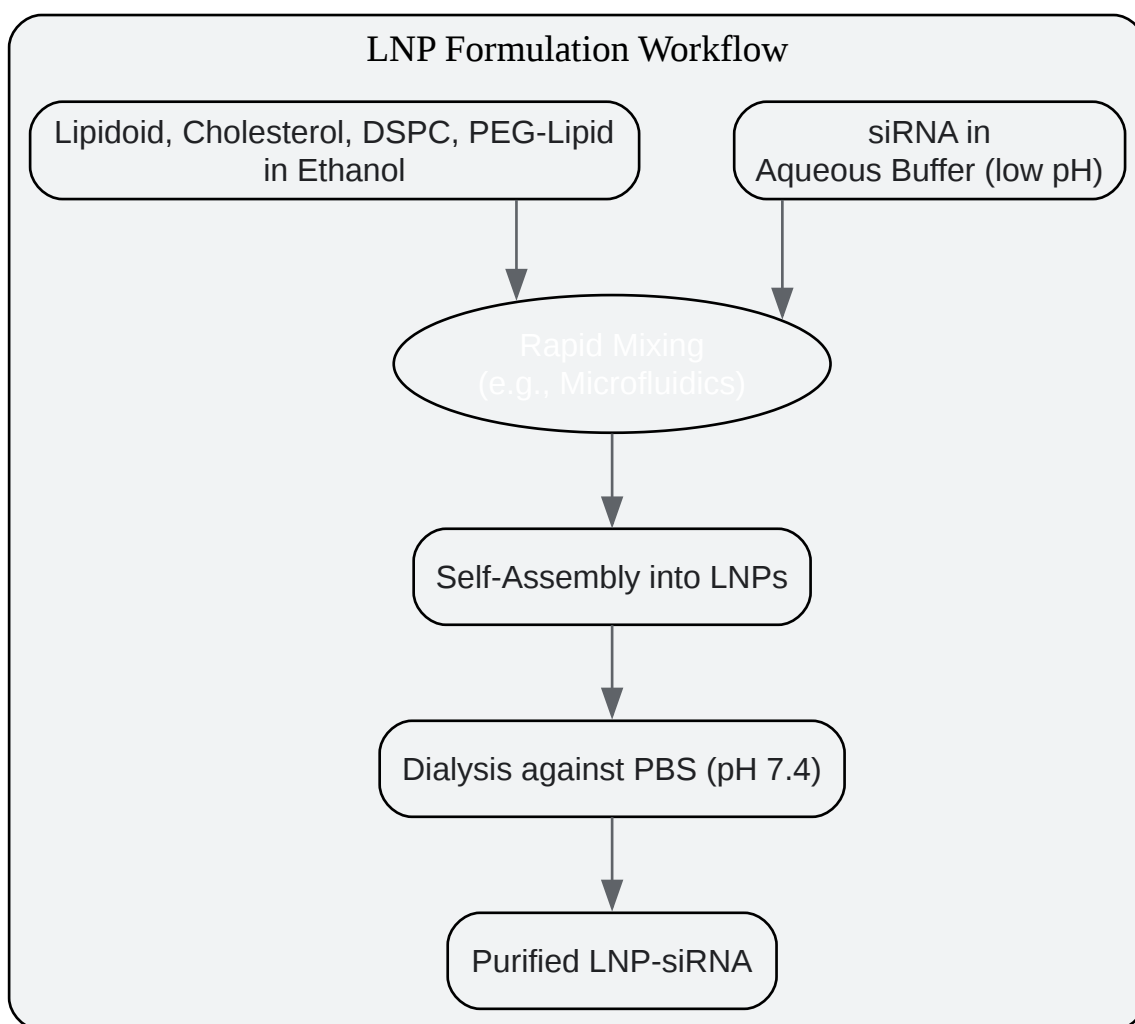 LNP Formulation Workflow
Lipidoid, Cholesterol, DSPC, PEG-Lipid
in Ethanol
siRNA in
Aqueous Buffer (low pH)
Rapid Mixing
(e.g., Microfluidics)
Self-Assembly into LNPs
Dialysis against PBS (pH 7.4)
Purified LNP-siRNA